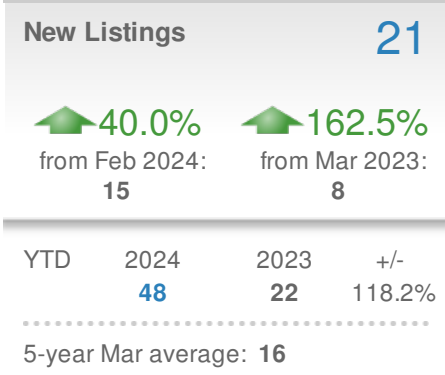 New Listings 21
40.0% 162.5%
from Feb 2024: from Mar 2023:
15 8
YTD 2024 2023 +/-
48 22 118.2%
5-year Mar average: 16